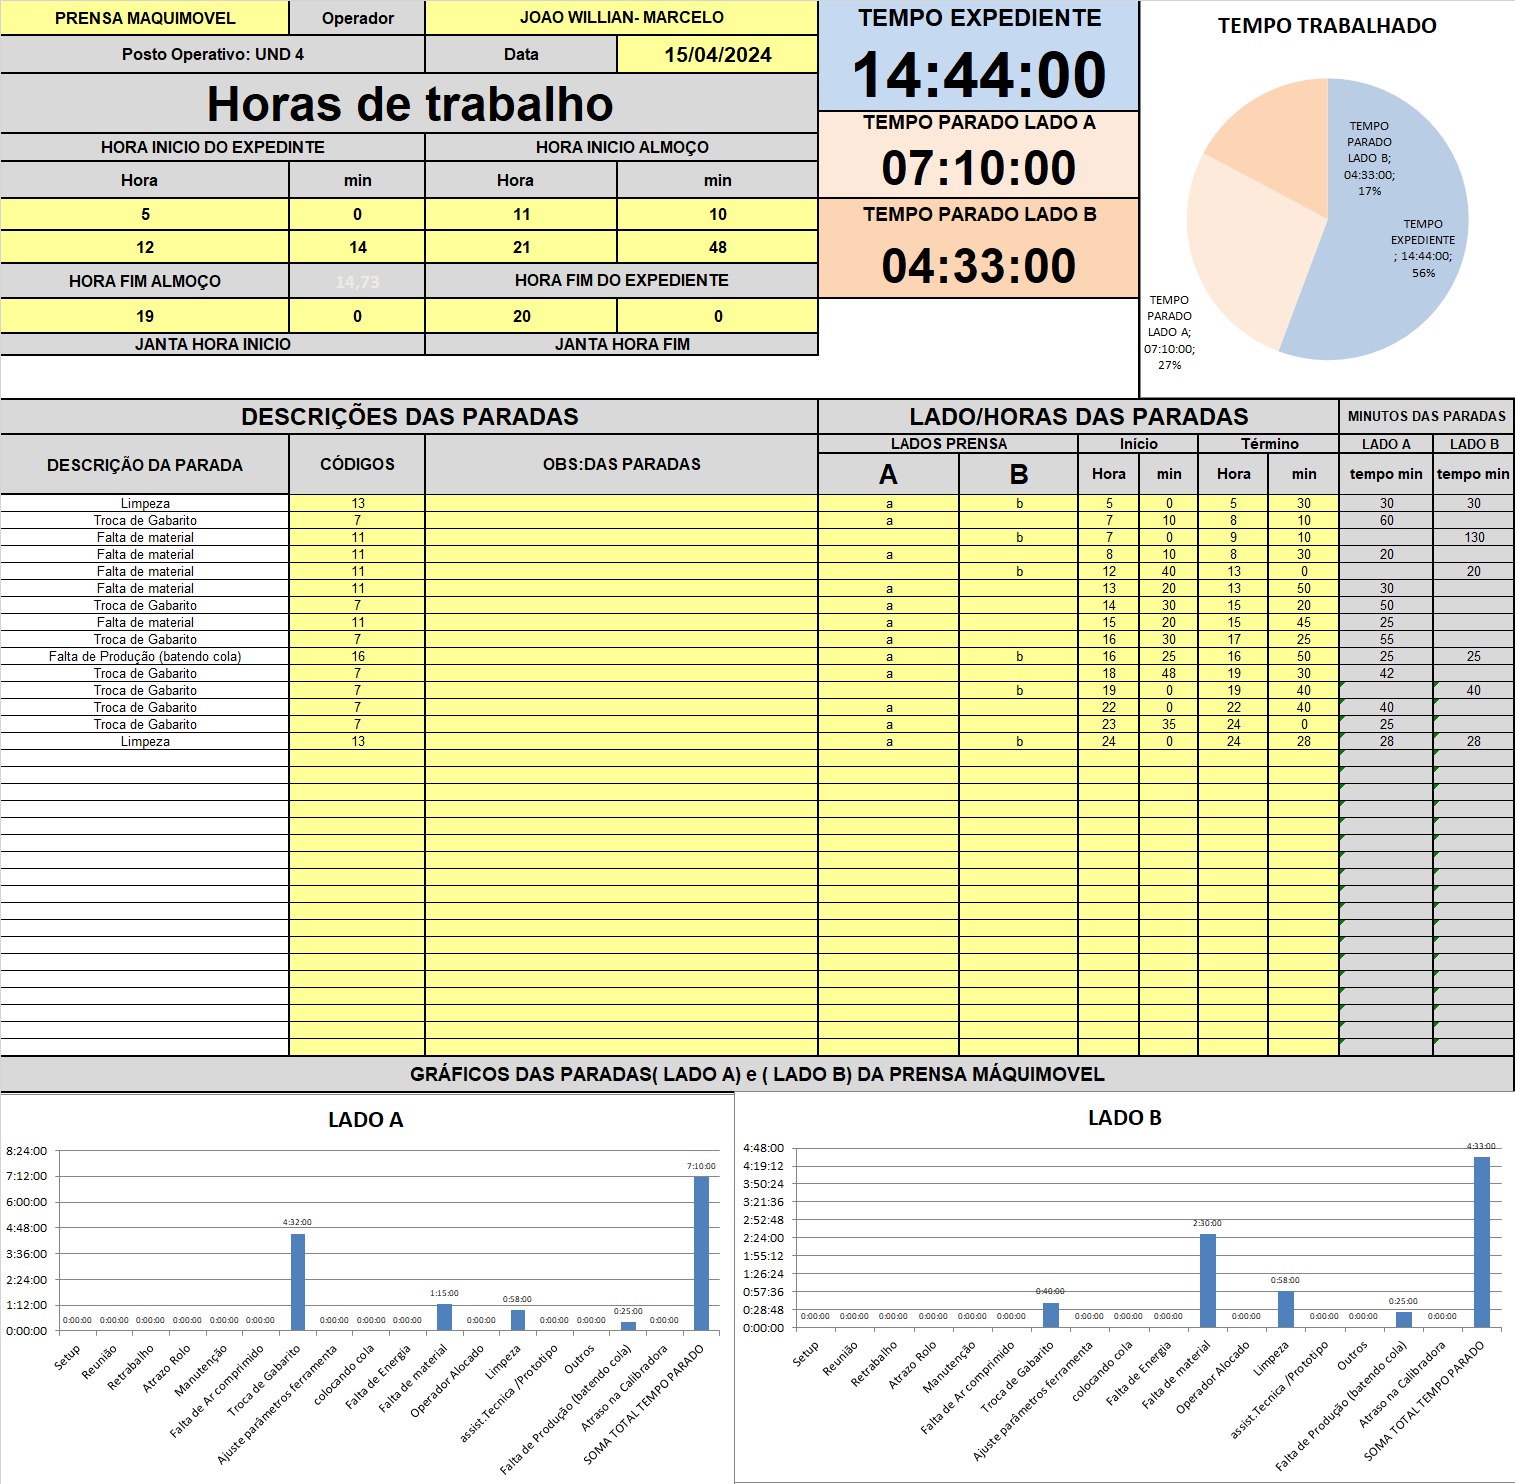 PRENSA MAQUIMOVEL Operador JOAO WILLIAN- MARCELO
Posto Operativo: UND 4 Data 15/04/2024
Horas de trabalho
HORA INICIO DO EXPEDINTE HORA INICIO ALMOÇO
Hora min Hora min
5 0 11 10
12 14 21 48
HORA FIM ALMOÇO 14,73 HORA FIM DO EXPEDIENTE
19 0 20 0
JANTA HORA INICIO JANTA HORA FIM
TEMPO EXPEDIENTE
14:44:00
TEMPO PARADO LADO A
07:10:00
TEMPO PARADO LADO B
04:33:00
TEMPO TRABALHADO
TEMPO
PARADO
LADO B;
04:33:00;
17%
TEMPO
EXPEDIENTE
; 14:44:00;
56%
TEMPO
PARADO
LADO A;
07:10:00;
27%
DESCRIÇÕES DAS PARADAS LADO/HORAS DAS PARADAS MINUTOS DAS PARADAS
DESCRIÇÃO DA PARADA CÓDIGOS OBS:DAS PARADAS LADOS PRENSA Início Término LADO A LADO B
A B Hora min Hora min tempo min tempo min
Limpeza 13 a b 5 0 5 30 30 30
Troca de Gabarito 7 a 7 10 8 10 60
Falta de material 11 b 7 0 9 10 130
Falta de material 11 a 8 10 8 30 20
Falta de material 11 b 12 40 13 0 20
Falta de material 11 a 13 20 13 50 30
Troca de Gabarito 7 a 14 30 15 20 50
Falta de material 11 a 15 20 15 45 25
Troca de Gabarito 7 a 16 30 17 25 55
Falta de Produção (batendo cola) 16 a b 16 25 16 50 25 25
Troca de Gabarito 7 a 18 48 19 30 42
Troca de Gabarito 7 b 19 0 19 40 40
Troca de Gabarito 7 a 22 0 22 40 40
Troca de Gabarito 7 a 23 35 24 0 25
Limpeza 13 a b 24 0 24 28 28 28
GRÁFICOS DAS PARADAS( LADO A) e ( LADO B) DA PRENSA MÁQUIMOVEL
LADO A
8:24:00
7:12:00
6:00:00
4:48:00
3:36:00
2:24:00
1:12:00
0:00:00
0:00:00 0:00:00 0:00:00 0:00:00 0:00:00 0:00:00 4:32:00 0:00:00 0:00:00 0:00:00 1:15:00 0:00:00 0:58:00 0:00:00 0:00:00 0:25:00 0:00:00 7:10:00
Setup
Reunião
Retrabalho
Atrazo Rolo
Manutenção
Falta de Ar comprimido
Troca de Gabarito
Ajuste parâmetros ferramenta
colocando cola
Falta de Energia
Falta de material
Operador Alocado
Limpeza
assist.Tecnica /Prototipo
Outros
Falta de Produção (batendo cola)
Atraso na Calibradora
SOMA TOTAL TEMPO PARADO
LADO B
4:48:00
4:19:12
3:50:24
3:21:36
2:52:48
2:24:00
1:55:12
1:26:24
0:57:36
0:28:48
0:00:00
0:00:00 0:00:00 0:00:00 0:00:00 0:00:00 0:00:00 0:40:00 0:00:00 0:00:00 0:00:00 2:30:00 0:00:00 0:58:00 0:00:00 0:00:00 0:25:00 0:00:00 4:33:00
Setup
Reunião
Retrabalho
Atrazo Rolo
Manutenção
Falta de Ar comprimido
Troca de Gabarito
Ajuste parâmetros ferramenta
colocando cola
Falta de Energia
Falta de material
Operador Alocado
Limpeza
assist.Tecnica /Prototipo
Outros
Falta de Produção (batendo cola)
Atraso na Calibradora
SOMA TOTAL TEMPO PARADO